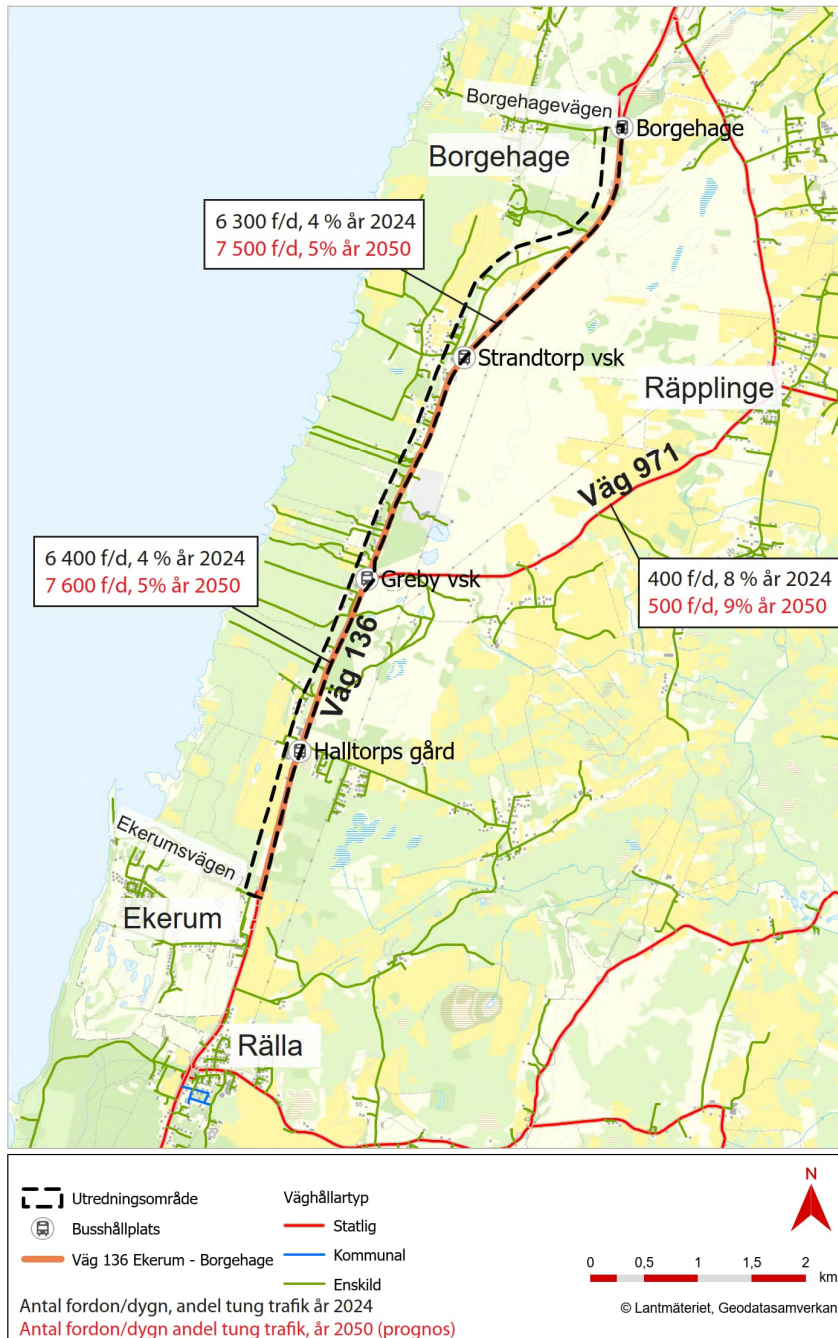 Borgehagevägen
Borgehage
Borgehage
6 300 f/d, 4 % år 2024
7 500 f/d, 5% år 2050
Strandtorp vsk
Räpplinge
Väg 971
6 400 f/d, 4 % år 2024
7 600 f/d, 5% år 2050
Greby vsk
400 f/d, 8 % år 2024
500 f/d, 9% år 2050
Väg 136
Halltorps gård
Ekerumsvägen
Ekerum
Rälla
Utredningsområde
Busshållplats
Väg 136 Ekerum - Borgehage
Väghållartyp
Statlig
Kommunal
Enskild
Antal fordon/dygn, andel tung trafik år 2024
Antal fordon/dygn andel tung trafik, år 2050 (prognos)
N
0 0,5 1 1,5 2
km
© Lantmäteriet, Geodatasamverkan